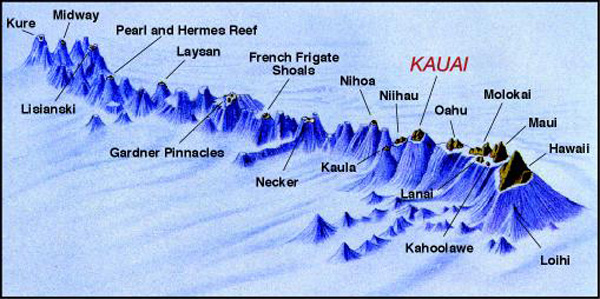 Kure
Midway
Pearl and Hermes Reef
Laysan
French Frigate
Shoals
Nihoa
Niihau
KAUAI
Oahu
Molokai
Maui
Hawaii
Lisianski
Gardner Pinnacles
Necker
Kaula
Lanai
Kahoolawe
Loihi